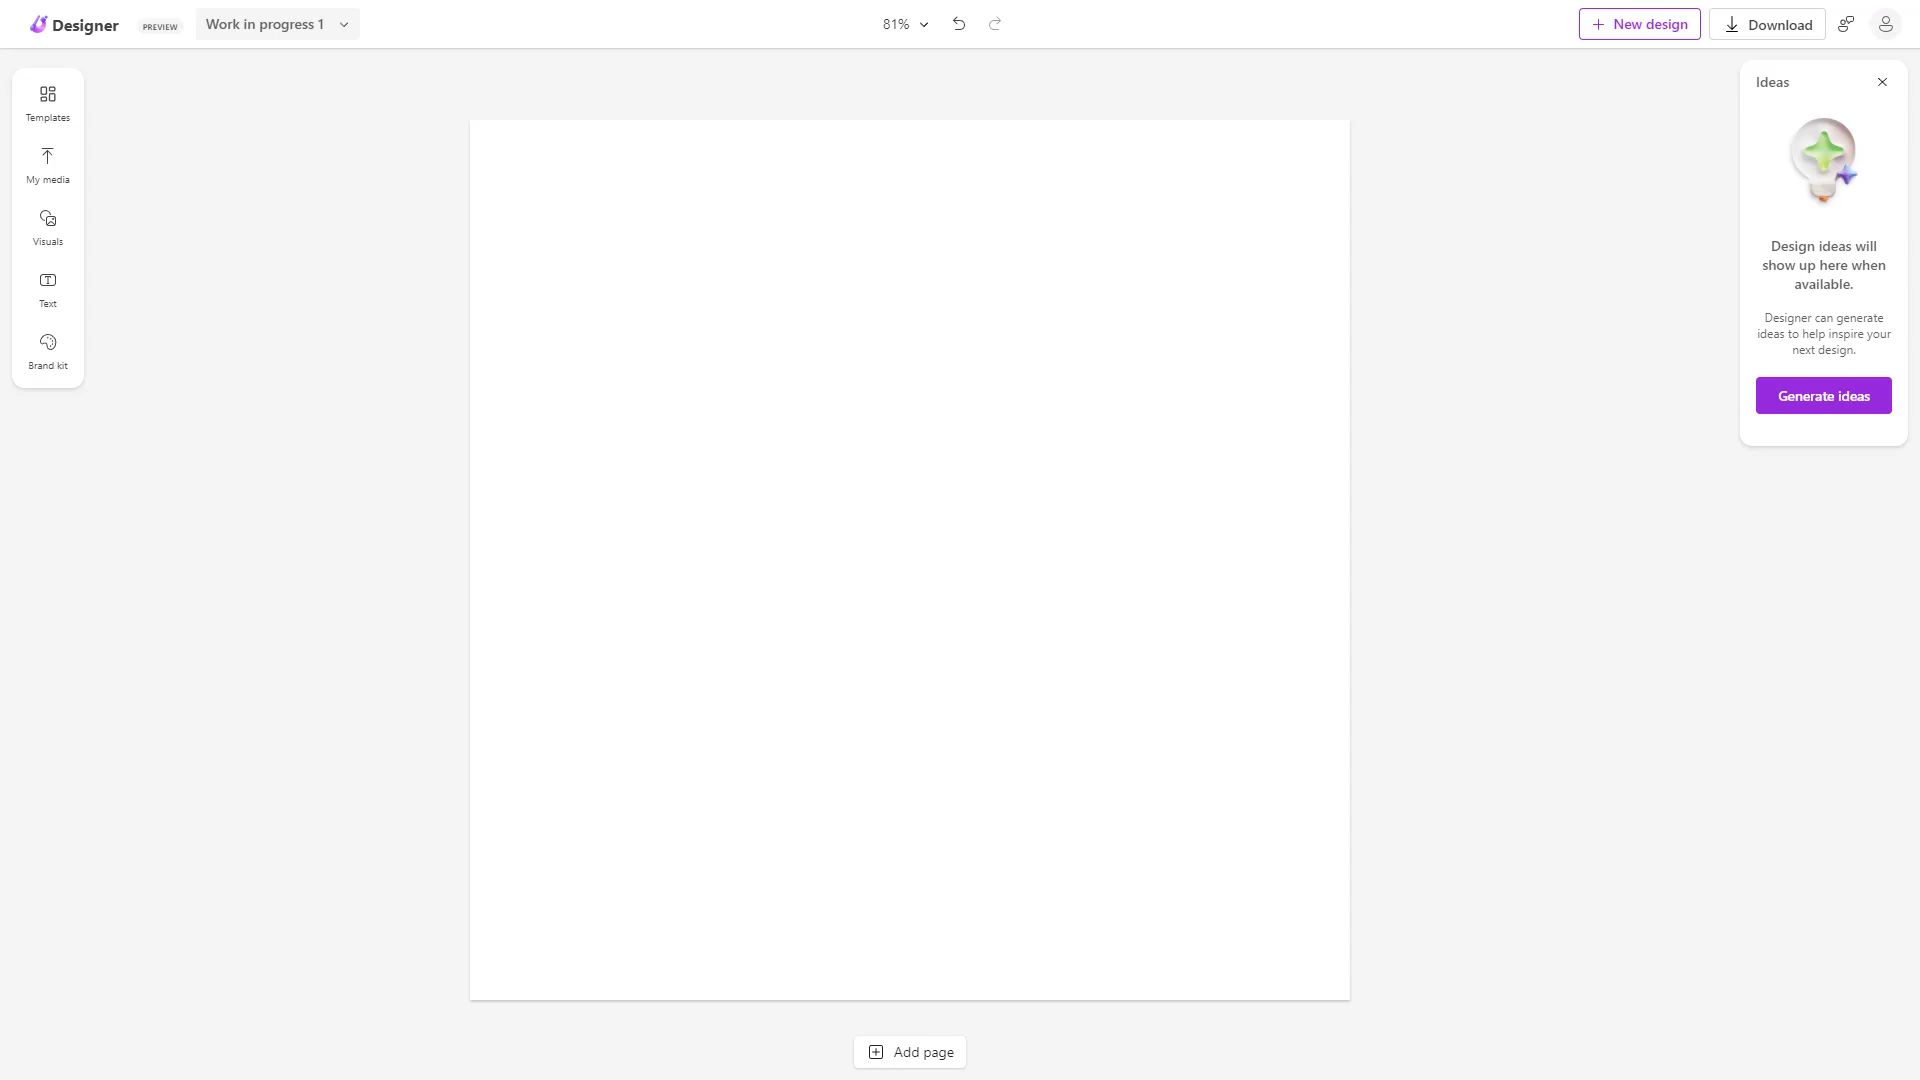 Designer
PREVIEW
Work in progress 1
81%
New design
Download
Templates
My media
Visuals
Text
Brand kit
Ideas
Design ideas will
show up here when
available.
Designer can generate
ideas to help inspire your
next design.
Generate ideas
Add page